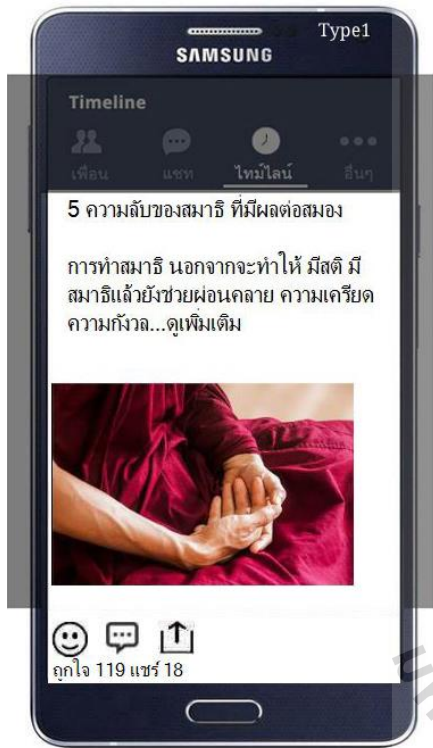 Type1
SAMSUNG
Timeline
เพื่อน แชท ไทม์ไลน์ อื่นๆ
5 ความลับของสมาธิ ที่มีผลต่อสมอง
การทำสมาธิ นอกจากจะทำให้ มีสติ มี
สมาธิแล้วยังช่วยผ่อนคลาย ความเครียด
ความกังวล...ดูเพิ่มเติม
ถูกใจ 119 แชร์ 18